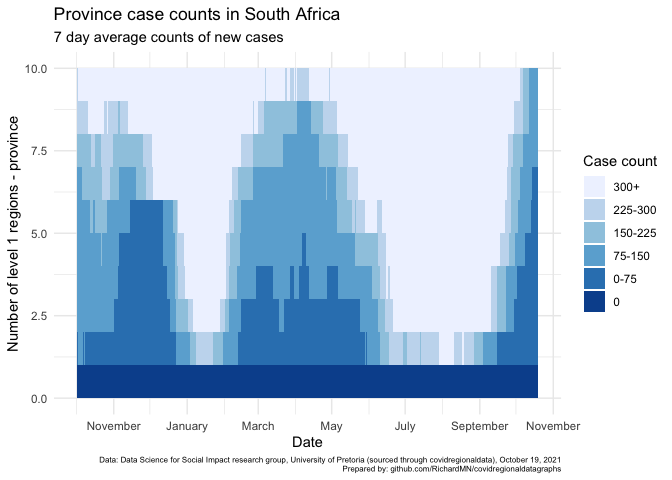 Province case counts in South Africa
7 day average counts of new cases
Number of level 1 regions - province
10.0
7.5
5.0
2.5
0.0
November
January
March
May
July
September
November
Date
Case count
300+
225-300
150-225
75-150
0-75
0
Data: Data Science for Social Impact research group, University of Pretoria (sourced through covidregionaldata), October 19, 2021
Prepared by: github.com/RichardMN/covidregionaldatagraphs